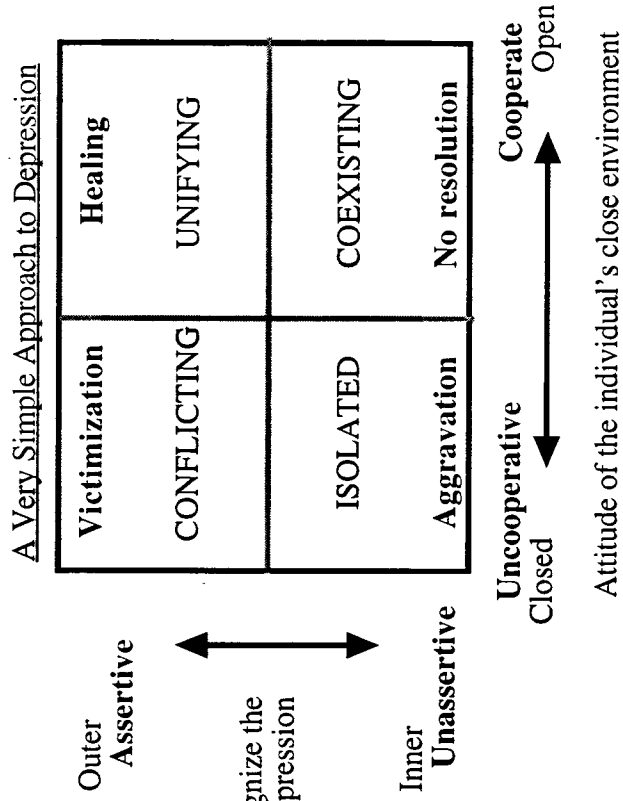 A Very Simple Approach to Depression
Outer
Assertive
gnize the
pression
Inner
Unassertive
Victimization
CONFLICTING
Healing
UNIFYING
ISOLATED
Aggravation
COEXISTING
No resolution
Uncooperative
Closed
Cooperate
Open
Attitude of the individual's close environment